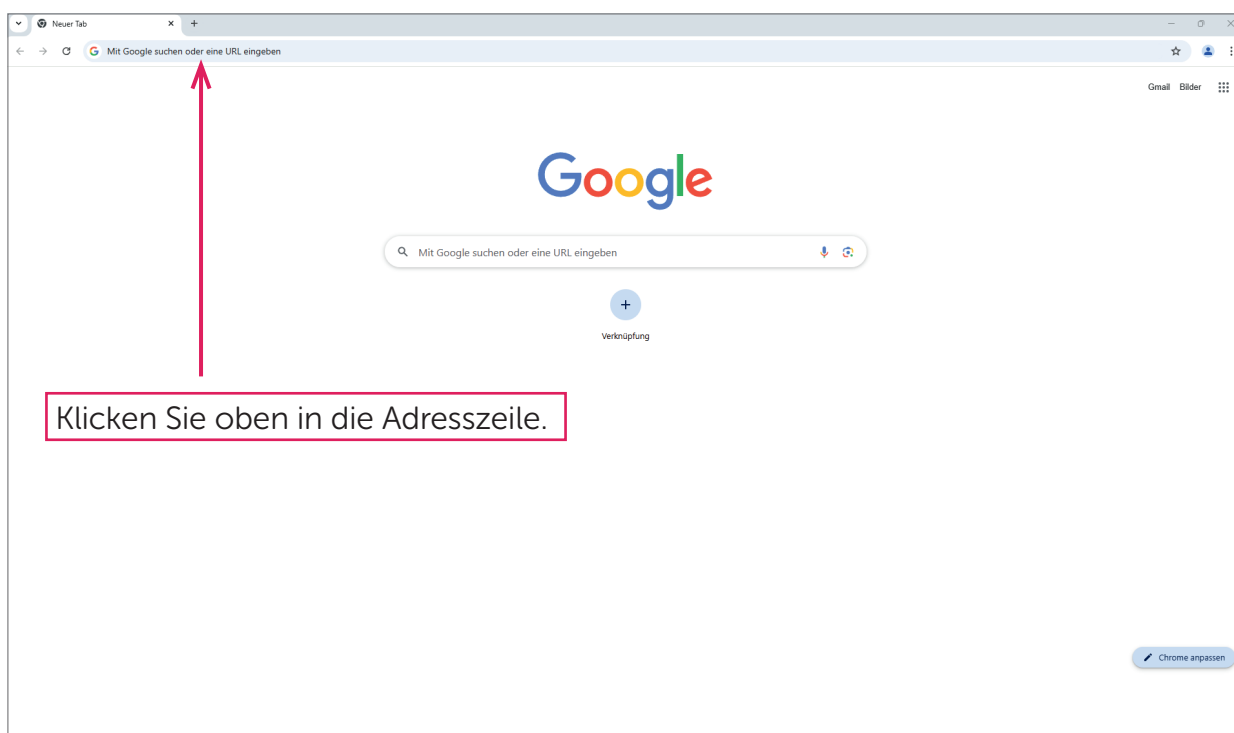 Neuer Tab
Mit Google suchen oder eine URL eingeben
Gmail Bilder
Google
Mit Google suchen oder eine URL eingeben
Verknüpfung
Klicken Sie oben in die Adresszeile.
Chrome anpassen